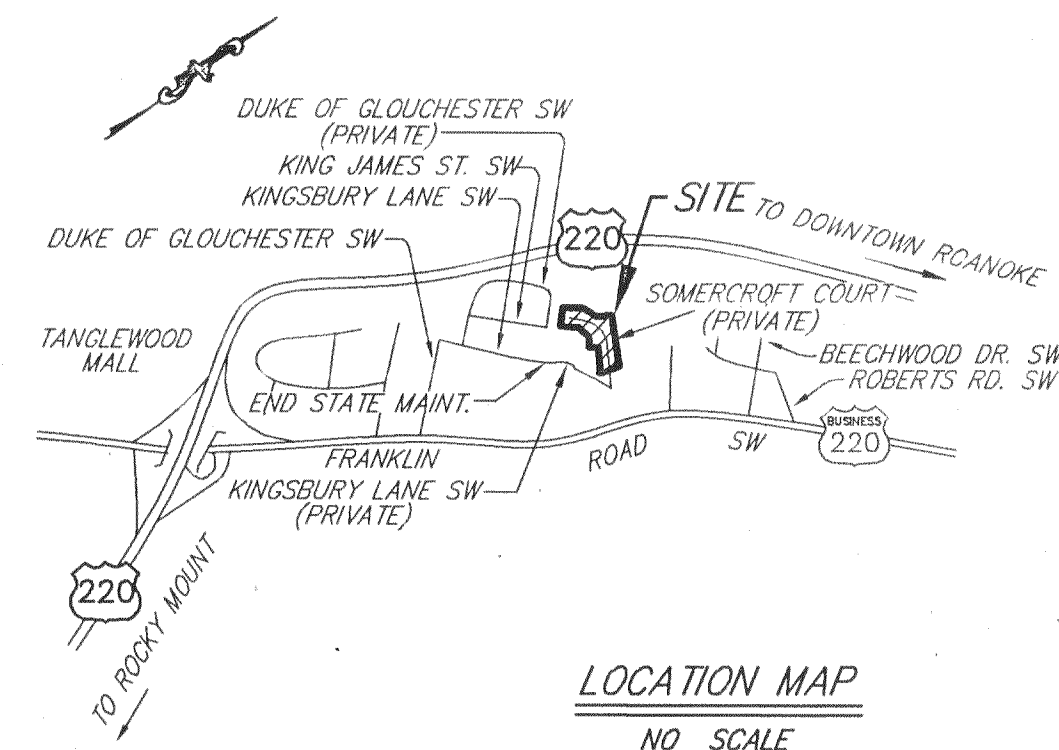 N
DUKE OF GLOUCHESTER SW
(PRIVATE)
KING JAMES ST. SW
KINGSBURY LANE SW
DUKE OF GLOUCHESTER SW
220
SITE
TO DOWNTOWN ROANOKE
SOMERCROFT COURT
(PRIVATE)
TANGLEWOOD
MALL
BEECHWOOD DR. SW
ROBERTS RD. SW
END STATE MAINT.
BUSINESS
220
FRANKLIN ROAD SW
KINGSBURY LANE SW
(PRIVATE)
220
TO ROCKY MOUNT
LOCATION MAP
NO SCALE